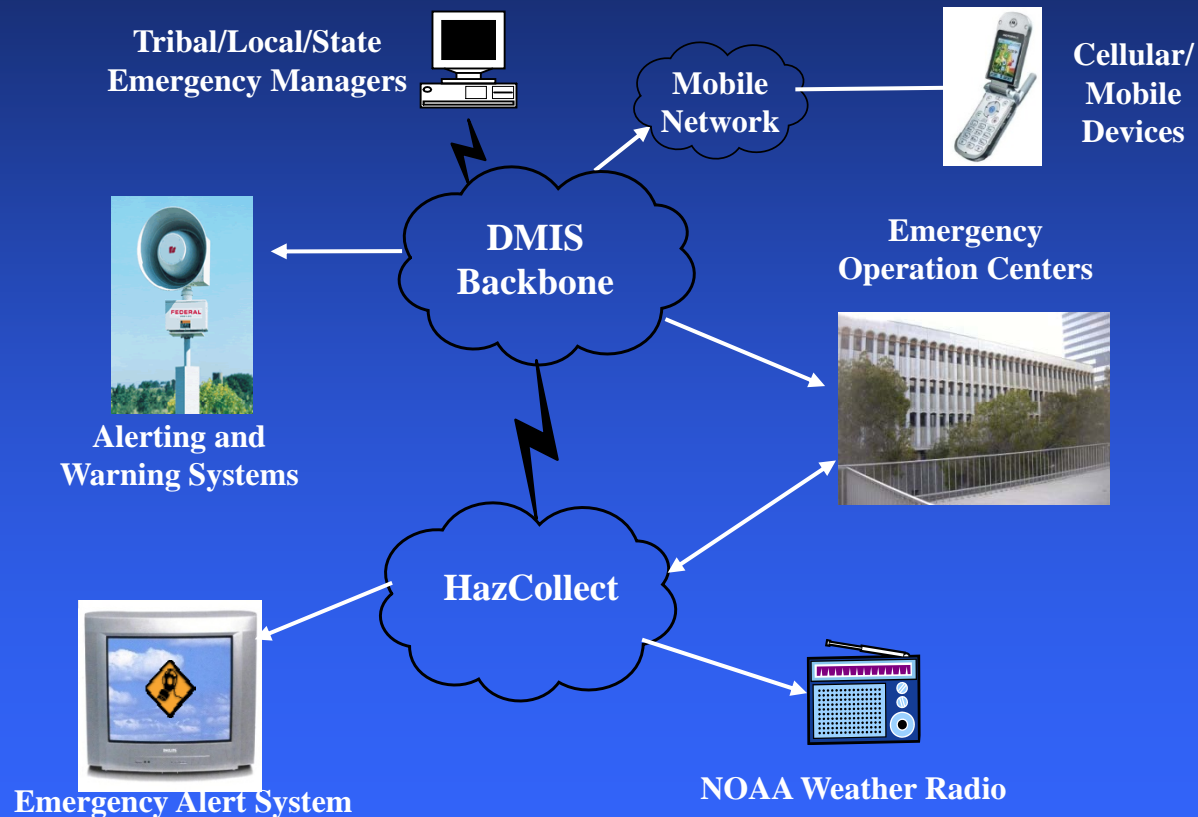 Tribal/Local/State
Emergency Managers
Mobile
Network
Cellular/
Mobile
Devices
DMIS
Backbone
Emergency
Operation Centers
FEDERAL
Alerting and
Warning Systems
HazCollect
Emergency Alert System
NOAA Weather Radio